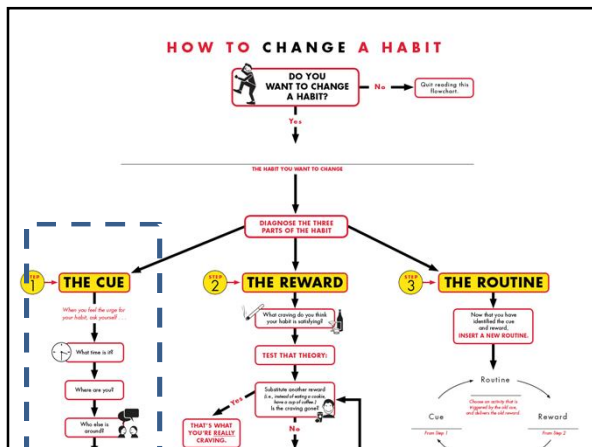 HOW TO CHANGE A HABIT
DO YOU
WANT TO CHANGE
A HABIT?
No
Quit reading this
flowchart.
Yes
THE HABIT YOU WANT TO CHANGE
DIAGNOSE THE THREE
PARTS OF THE HABIT
STEP
1
THE CUE
When you feel the urge for
your habit, ask yourself . . .
What time is it?
Where are you?
Who else is
around?
STEP
2
THE REWARD
What craving do you think
your habit is satisfying?
TEST THAT THEORY:
Substitute another reward
(i.e., instead of eating a cookie,
have a cup of coffee.)
Is the craving gone?
Yes
THAT'S WHAT
YOU'RE REALLY
CRAVING.
No
STEP
3
THE ROUTINE
Now that you have
identified the cue
and reward,
INSERT A NEW ROUTINE.
Routine
Choose an activity that is
triggered by the old cue,
and delivers the old reward.
Cue
From Step 1
Reward
From Step 2